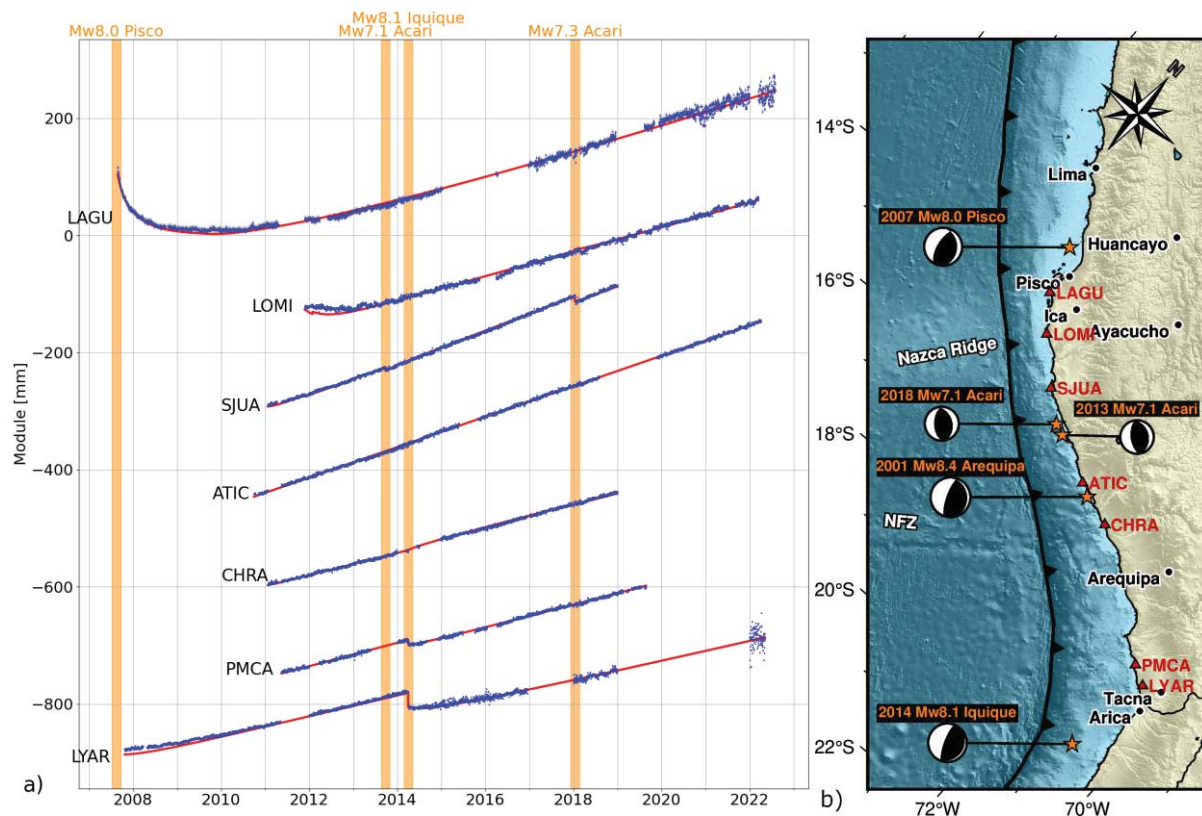 Mw8.1 Iquique
Mw8.0 Pisco
Mw7.1 Acari
Mw7.3 Acari
200
0
−200
−400
−600
−800
Module [mm]
LAGU
LOMI
SJUA
ATIC
CHRA
PMCA
LYAR
2008
2010
2012
2014
2016
2018
2020
2022
a)
N
14°S
16°S
18°S
20°S
22°S
72°W
70°W
Lima
2007 Mw8.0 Pisco
Huancayo
Pisco
LAGU
Ica
LOMI
Ayacucho
Nazca Ridge
SJUA
2018 Mw7.1 Acari
2013 Mw7.1 Acari
2001 Mw8.4 Arequipa
ATIC
NFZ
CHRA
Arequipa
PMCA
LYAR
Tacna
Arica
2014 Mw8.1 Iquique
b)